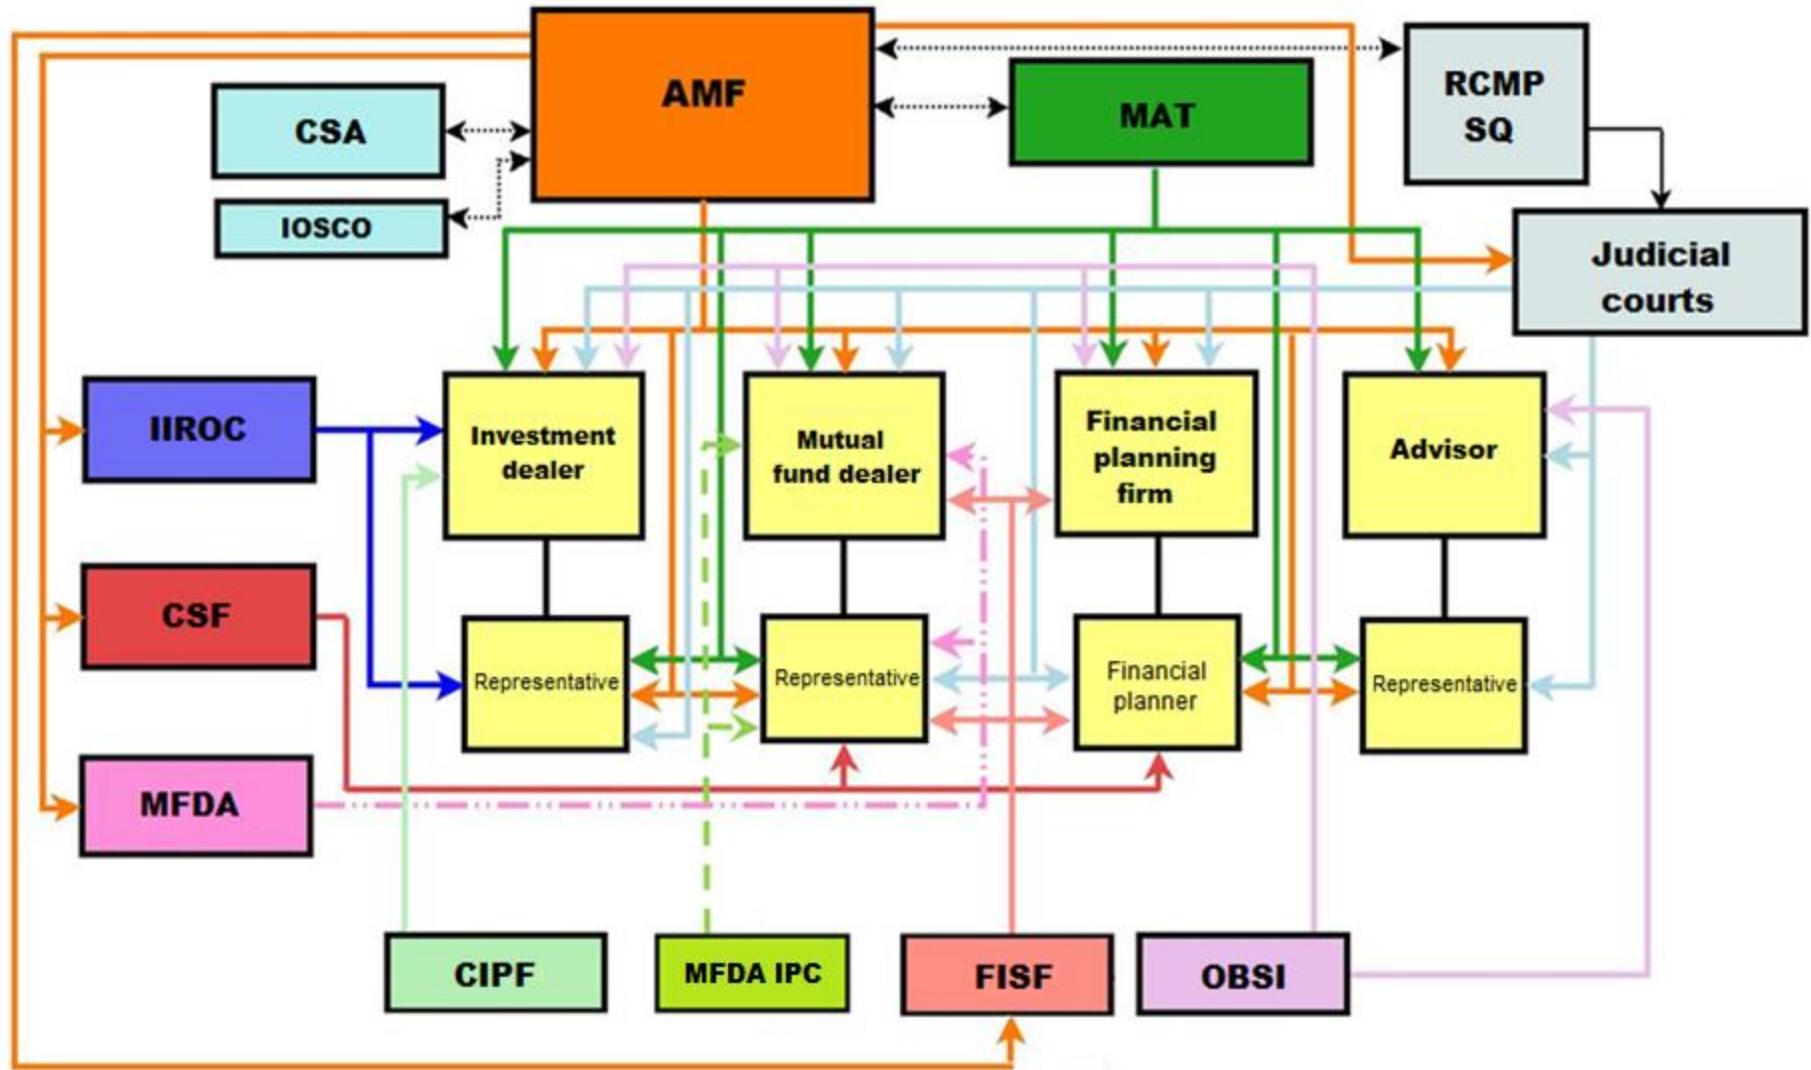 AMF
RCMP
SQ
MAT
CSA
IOSCO
Judicial
courts
IIROC
Investment
dealer
Mutual
fund dealer
Financial
planning
firm
Advisor
CSF
Representative
Representative
Financial
planner
Representative
MFDA
CIPF
MFDA IPC
FISF
OBSI